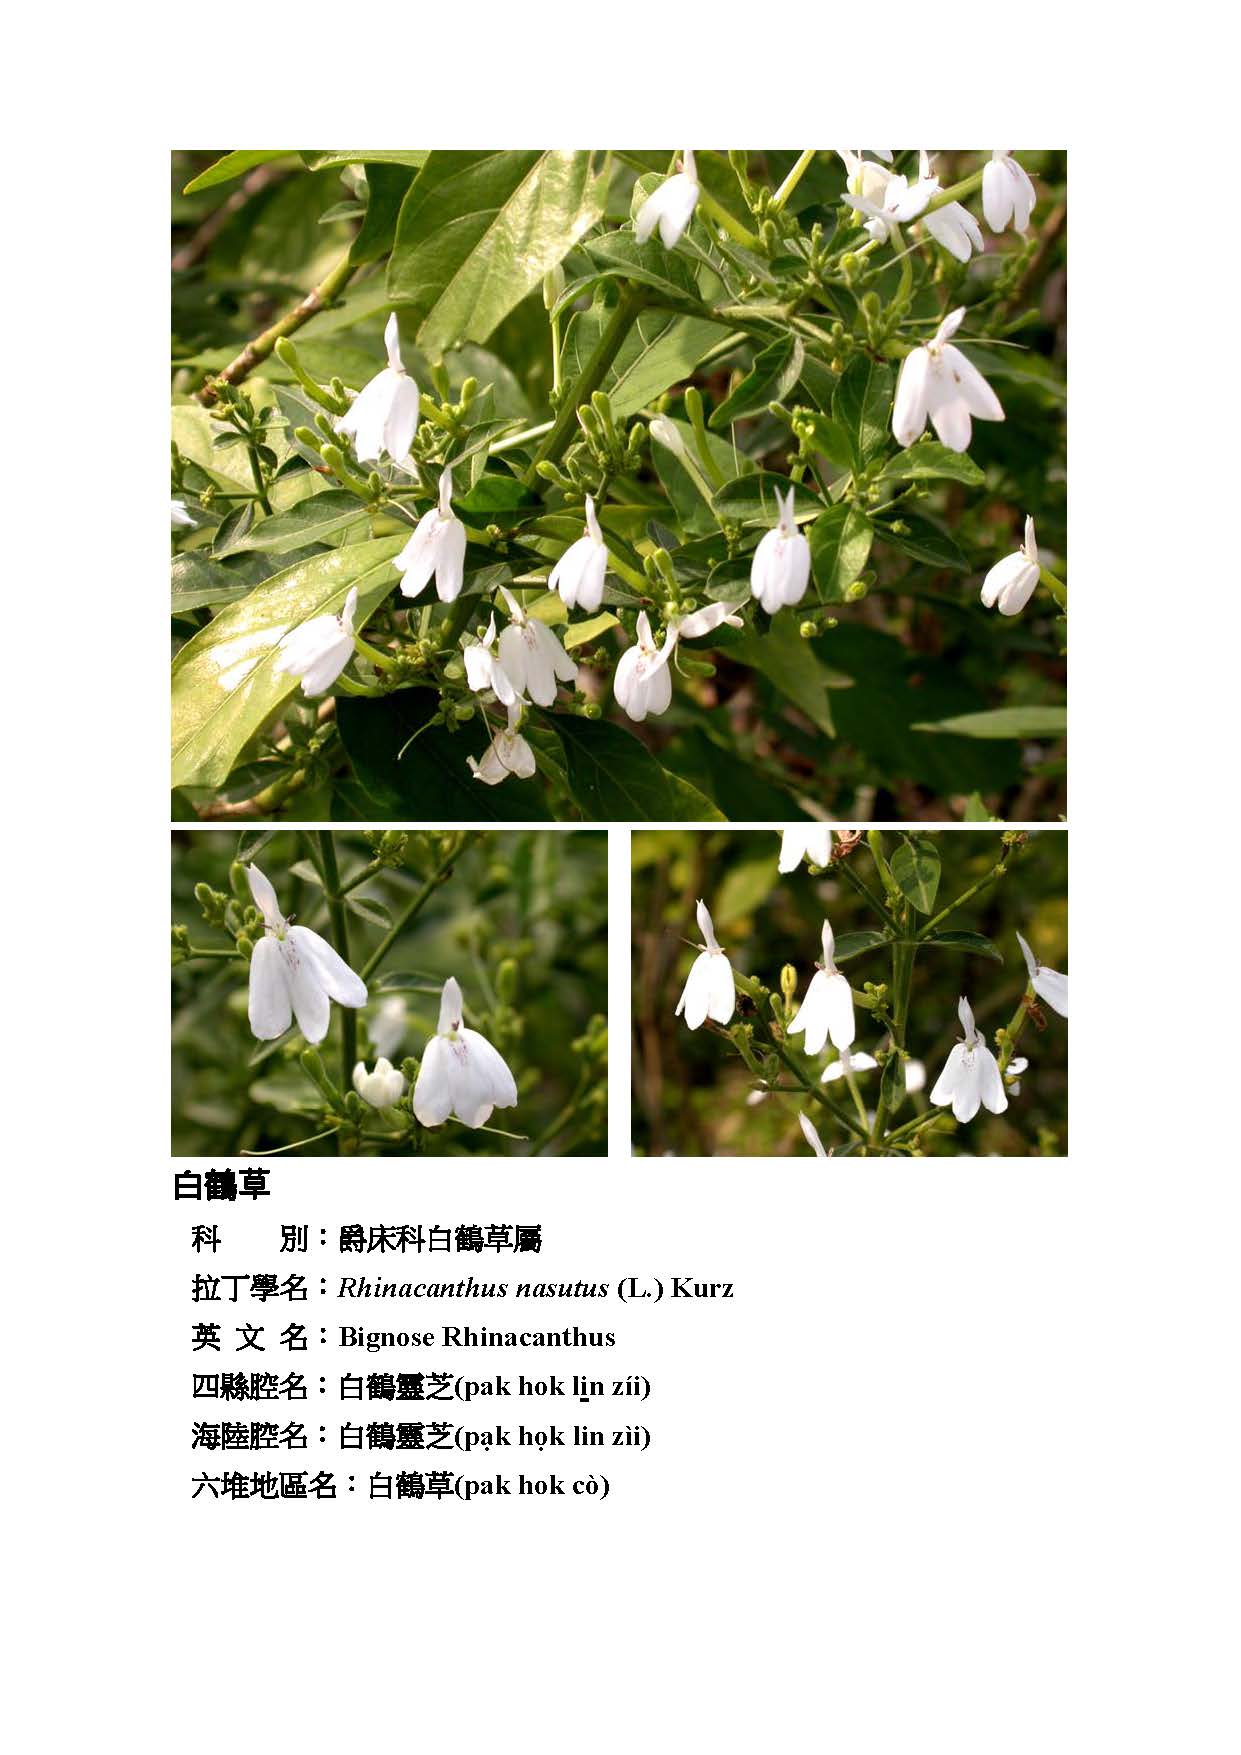 白鶴草
科　　別：爵床科白鶴草屬
拉丁學名：Rhinacanthus nasutus (L.) Kurz
英 文 名：Bignose Rhinacanthus
四縣腔名：白鶴靈芝(pak hok li̱n zíi)
海陸腔名：白鶴靈芝(pạk họk lin zìi)
六堆地區名：白鶴草(pak hok cò)